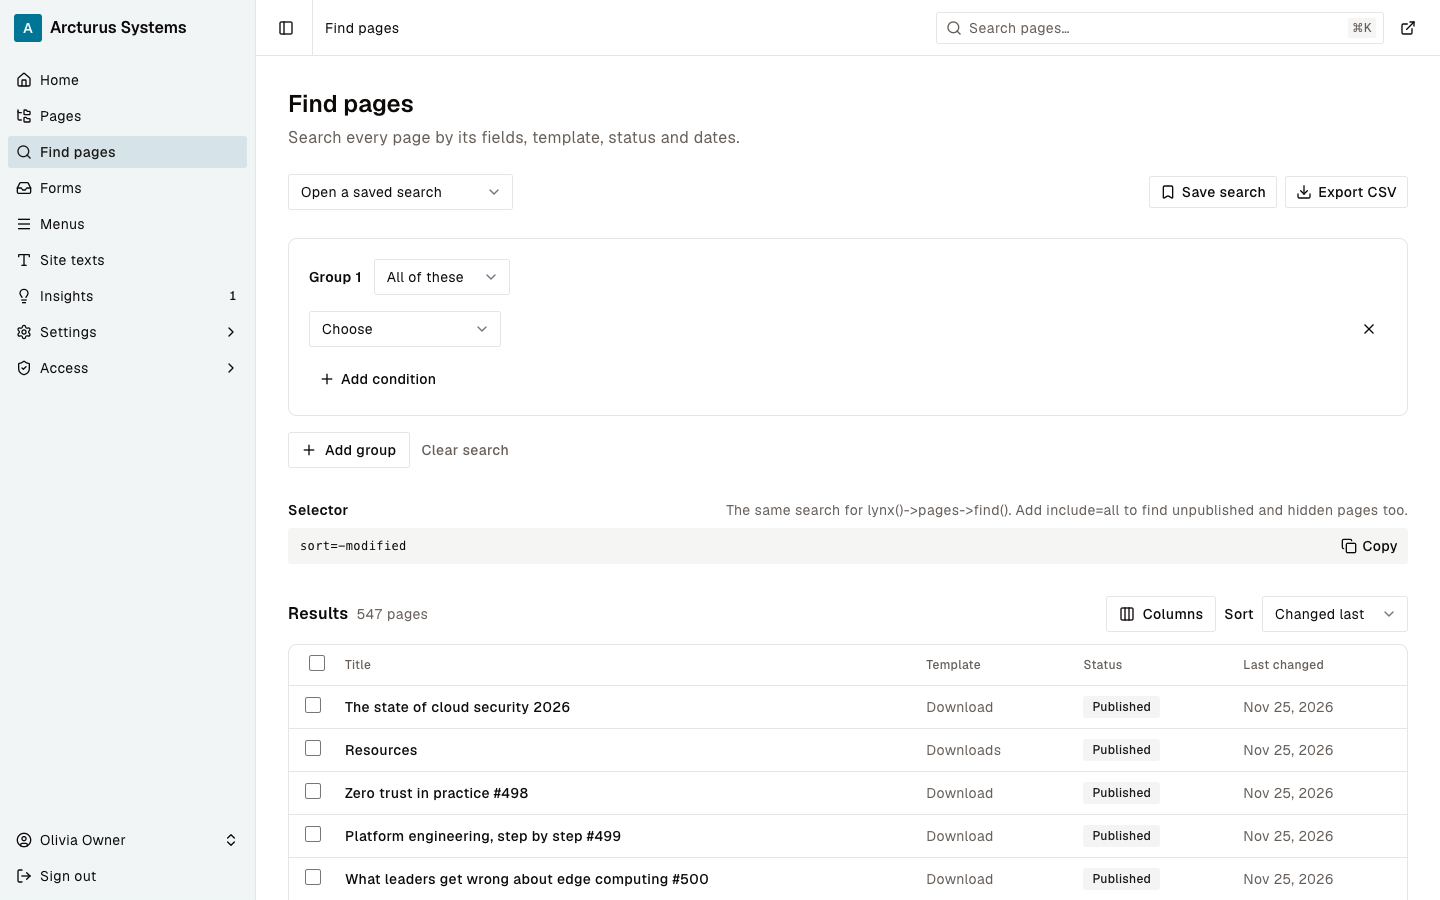 A Arcturus Systems
Find pages
Search pages…
⌘K
Home
Pages
Find pages
Forms
Menus
Site texts
Insights 1
Settings
Access
Olivia Owner
Sign out
Find pages
Search every page by its fields, template, status and dates.
Open a saved search
Save search
Export CSV
Group 1 All of these
Choose
Add condition
Add group
Clear search
Selector The same search for lynx()->pages->find(). Add include=all to find unpublished and hidden pages too.
sort=-modified
Copy
Results 547 pages
Columns
Sort Changed last
Title Template Status Last changed
The state of cloud security 2026 Download Published Nov 25, 2026
Resources Downloads Published Nov 25, 2026
Zero trust in practice #498 Download Published Nov 25, 2026
Platform engineering, step by step #499 Download Published Nov 25, 2026
What leaders get wrong about edge computing #500 Download Published Nov 25, 2026